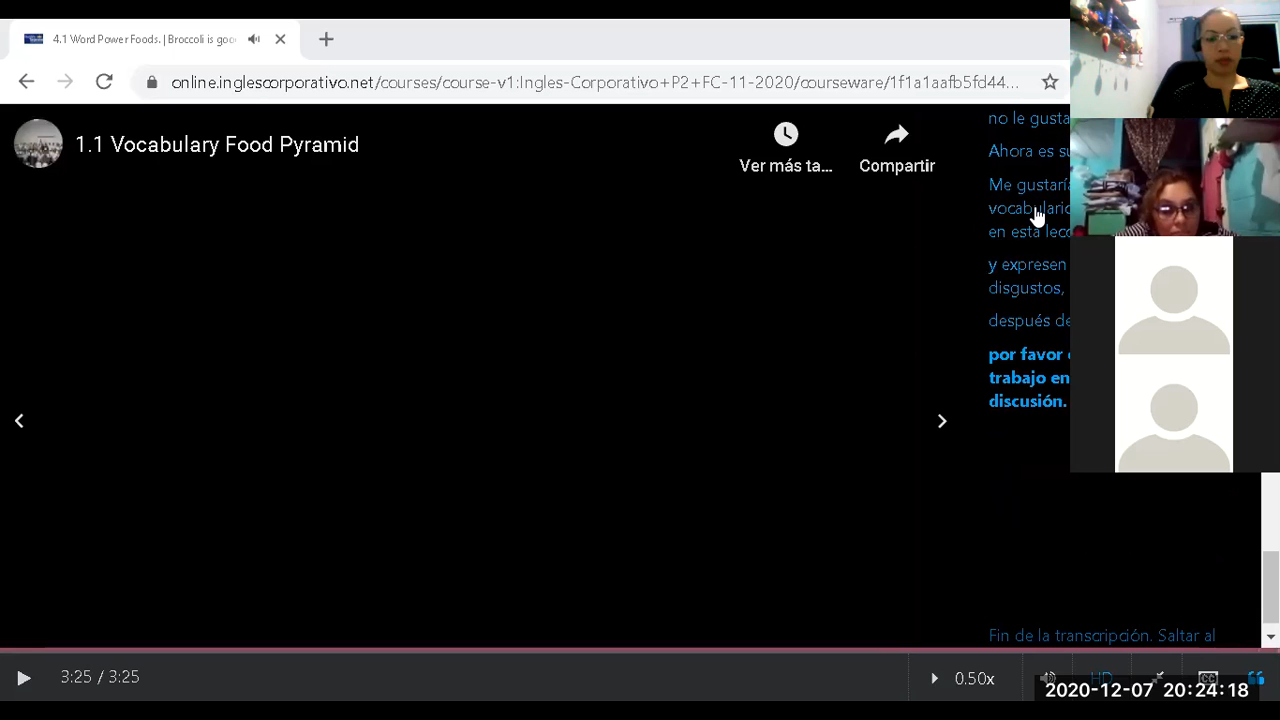 4.1 Word Power Foods. | Broccoli is goo
online.inglescorporativo.net/courses/course-v1:Ingles-Corporativo+P2+FC-11-2020/courseware/1f1a1aafb5fd44...
1.1 Vocabulary Food Pyramid
Ver más ta...
Compartir
no le gusta
Ahora es su
Me gustaría
vocabulario
en esta lecc
y expresen
disgustos,
después de
por favor
trabajo en
discusión.
Fin de la transcripción. Saltar al
3:25 / 3:25
0.50x
HD
CC
2020-12-07 20:24:18